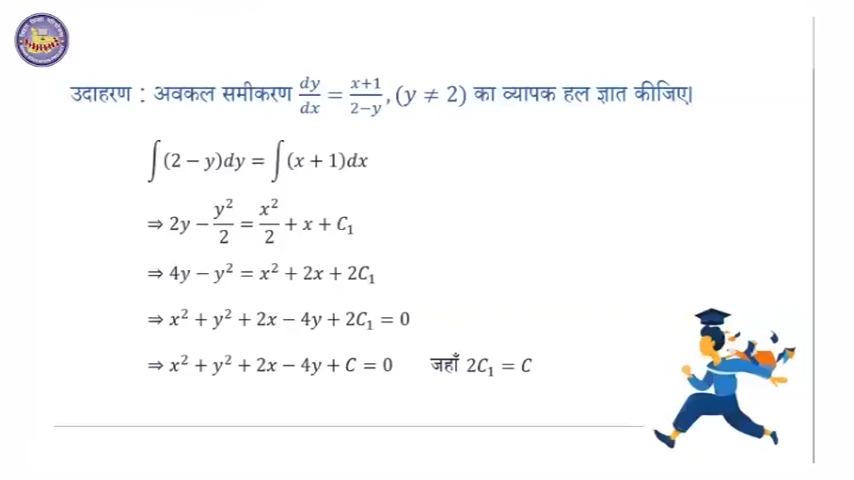 उदाहरण : अवकल समीकरण dy/dx = x+1/2−y, (y ≠ 2) का व्यापक हल ज्ञात कीजिए।
∫(2 − y)dy = ∫(x + 1)dx
⇒ 2y − y²/2 = x²/2 + x + C₁
⇒ 4y − y² = x² + 2x + 2C₁
⇒ x² + y² + 2x − 4y + 2C₁ = 0
⇒ x² + y² + 2x − 4y + C = 0 जहाँ 2C₁ = C